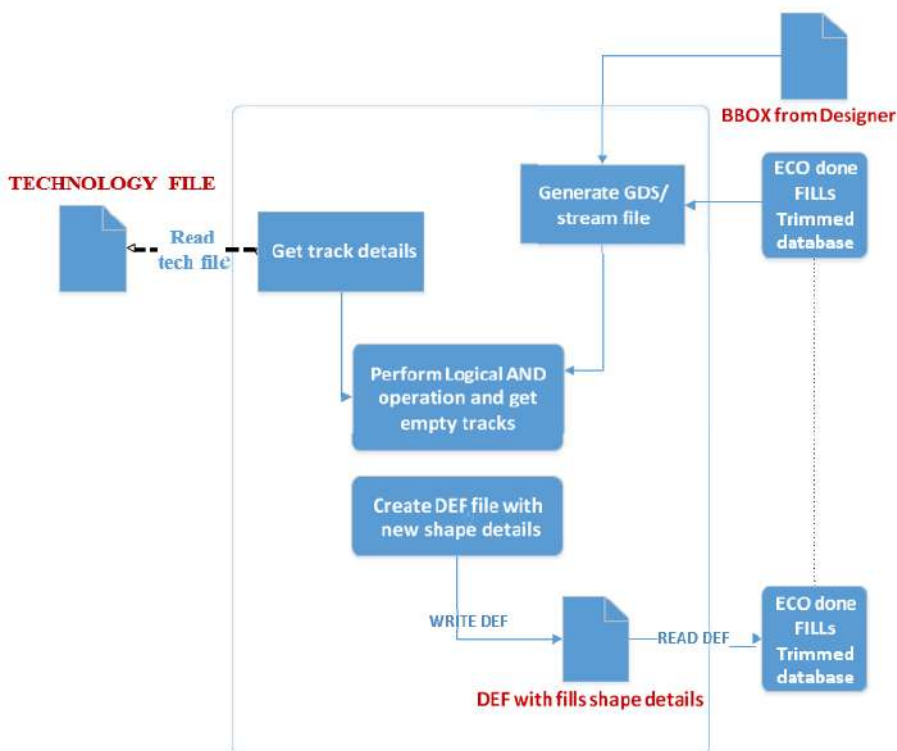 BBOX from Designer
TECHNOLOGY FILE
Read
tech file
Get track details
Generate GDS/
stream file
ECO done
FILLs
Trimmed
database
Perform Logical AND
operation and get
empty tracks
Create DEF file with
new shape details
WRITE DEF
READ DEF
ECO done
FILLs
Trimmed
database
DEF with fills shape details